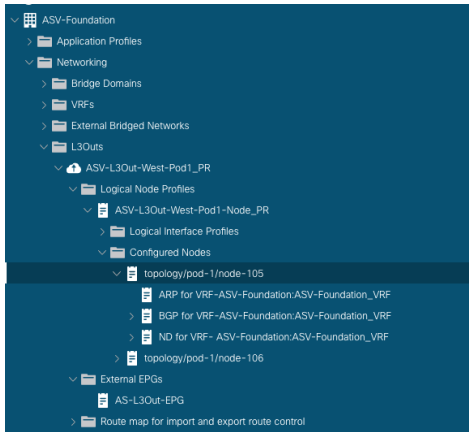 ASV-Foundation
Application Profiles
Networking
Bridge Domains
VRFs
External Bridged Networks
L3Outs
ASV-L3Out-West-Pod1_PR
Logical Node Profiles
ASV-L3Out-West-Pod1-Node_PR
Logical Interface Profiles
Configured Nodes
topology/pod-1/node-105
ARP for VRF-ASV-Foundation:ASV-Foundation_VRF
BGP for VRF-ASV-Foundation:ASV-Foundation_VRF
ND for VRF- ASV-Foundation:ASV-Foundation_VRF
topology/pod-1/node-106
External EPGs
AS-L3Out-EPG
Route map for import and export route control